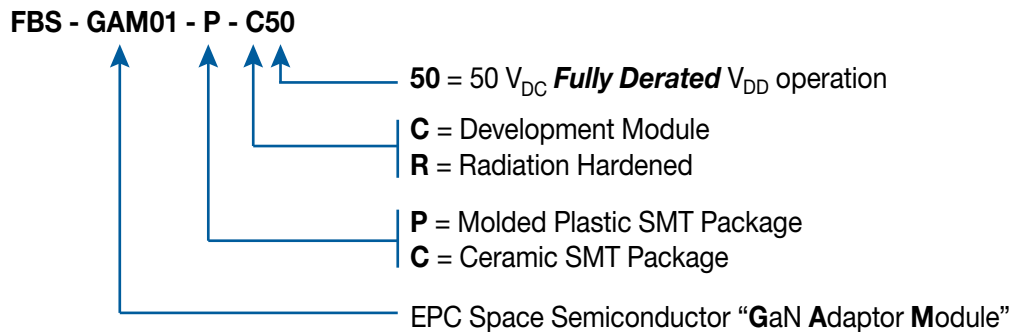 FBS - GAM01 - P - C50
50 = 50 VDC Fully Derated VDD operation
C = Development Module
R = Radiation Hardened
P = Molded Plastic SMT Package
C = Ceramic SMT Package
EPC Space Semiconductor “GaN Adaptor Module”